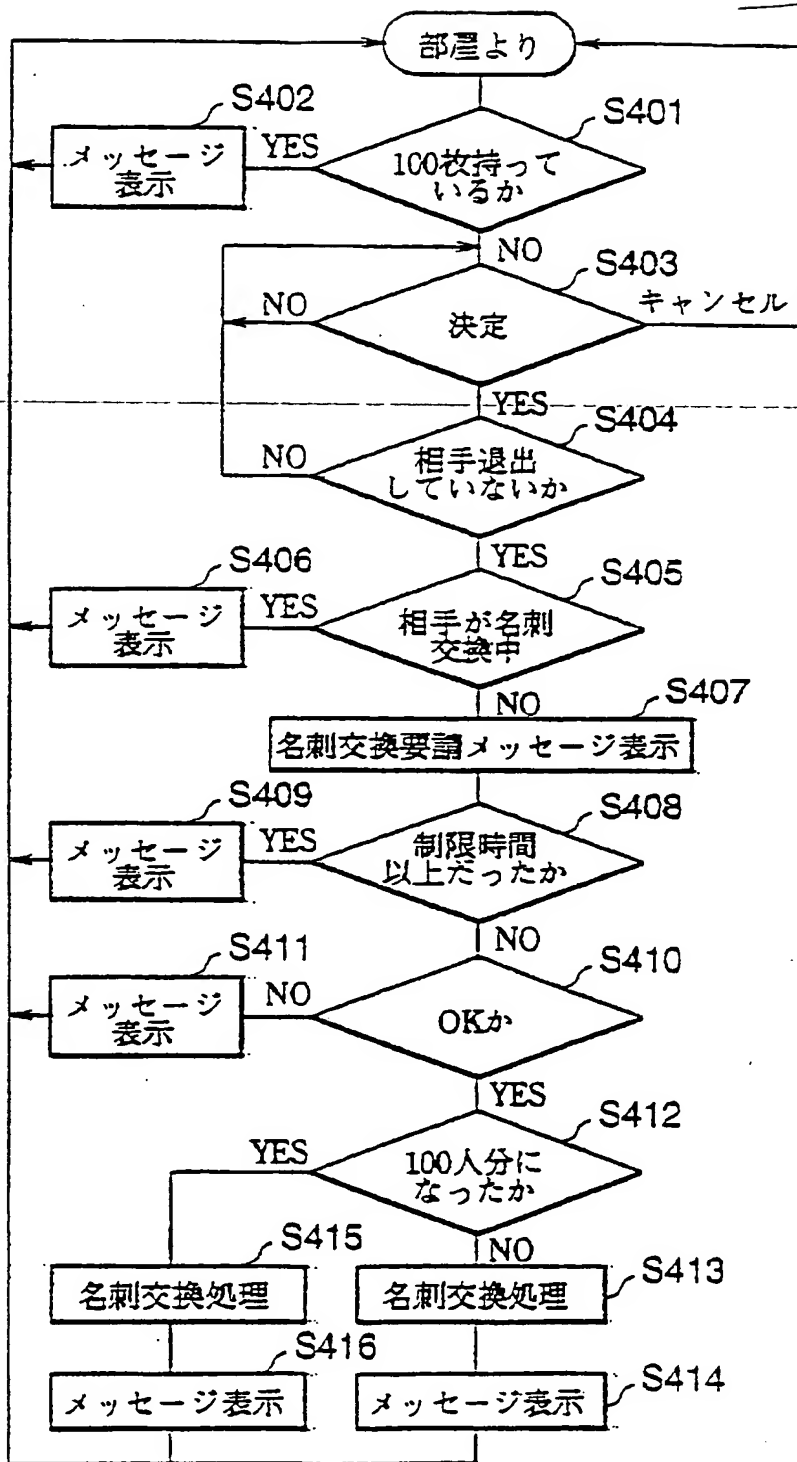 部屋より
S402
S401
メッセージ
表示
YES
100枚持って
いるか
NO
S403
NO
決定
キャンセル
YES
S404
NO
相手退出
していないか
YES
S406
S405
メッセージ
表示
YES
相手が名刺
交換中
NO
S407
名刺交換要請メッセージ表示
S409
S408
メッセージ
表示
YES
制限時間
以上だったか
NO
S411
S410
メッセージ
表示
NO
OKか
YES
S412
YES
100人分に
なったか
S415
NO
S413
名刺交換処理
名刺交換処理
S416
S414
メッセージ表示
メッセージ表示